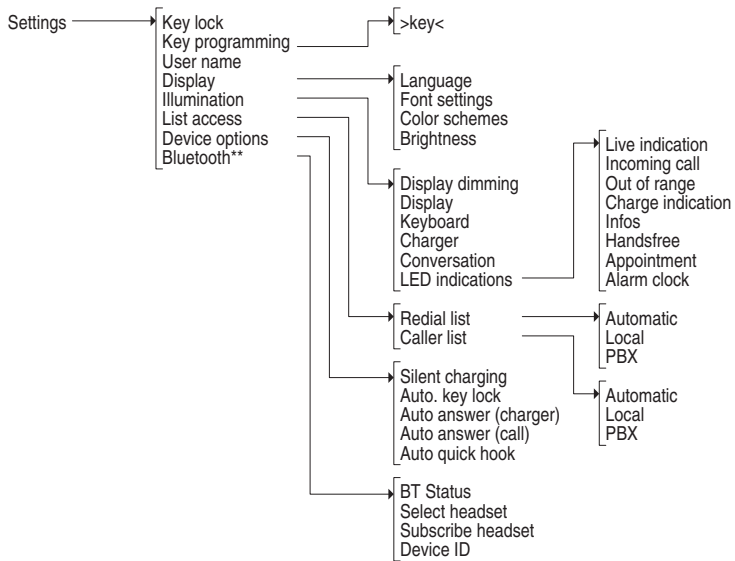 Settings
Key lock
Key programming
User name
Display
Illumination
List access
Device options
Bluetooth**
>key<
Language
Font settings
Color schemes
Brightness
Display dimming
Display
Keyboard
Charger
Conversation
LED indications
Live indication
Incoming call
Out of range
Charge indication
Infos
Handsfree
Appointment
Alarm clock
Redial list
Caller list
Automatic
Local
PBX
Automatic
Local
PBX
Silent charging
Auto. key lock
Auto answer (charger)
Auto answer (call)
Auto quick hook
BT Status
Select headset
Subscribe headset
Device ID